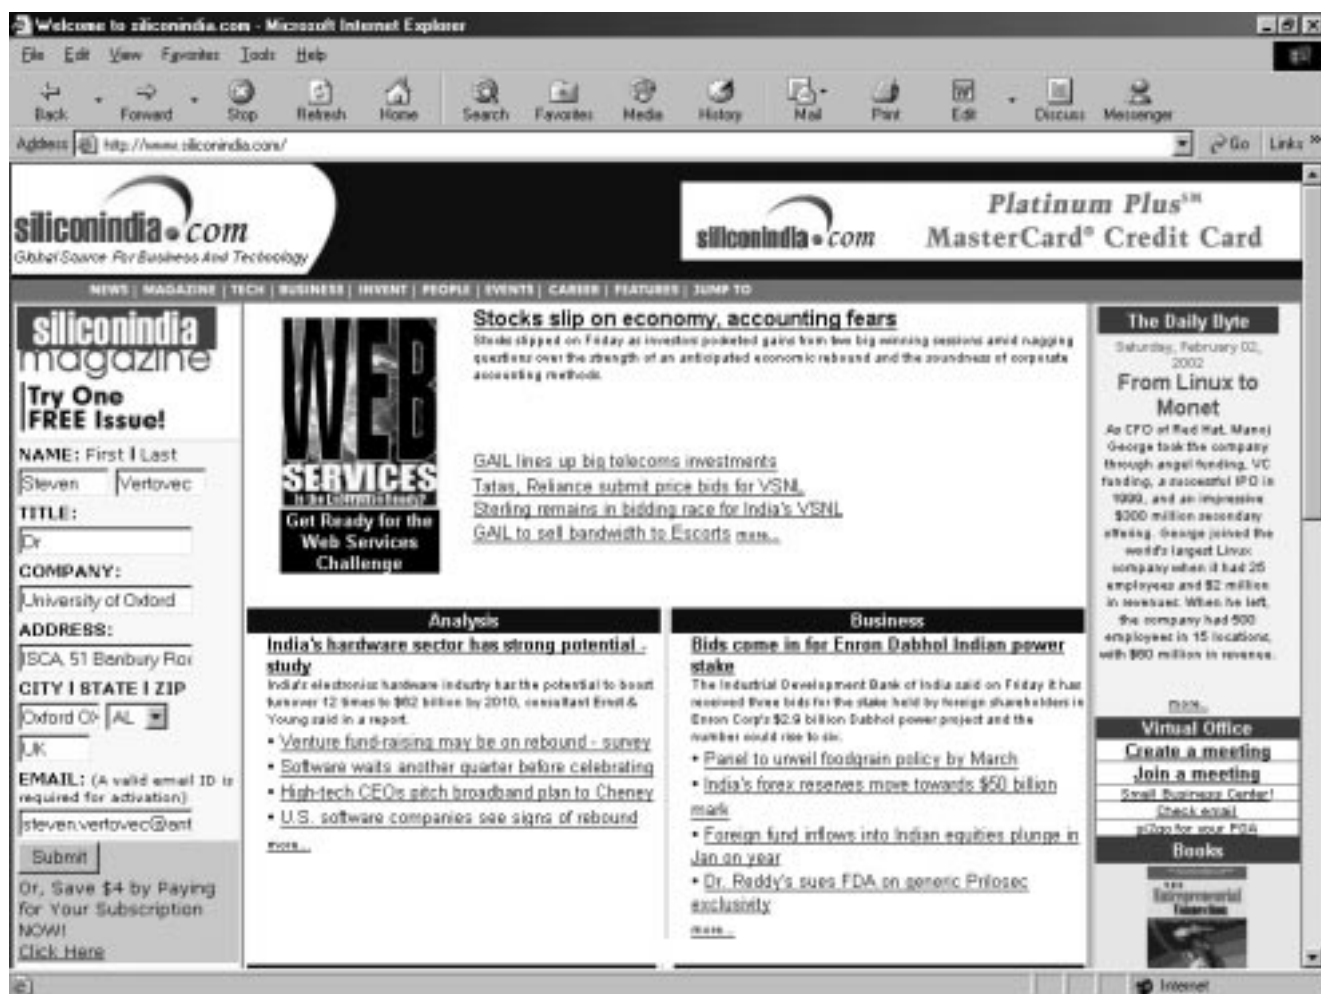 Welcome to siliconindia.com - Microsoft Internet Explorer
File Edit View Favorites Tools Help
Back Forward Stop Refresh Home Search Favorites Media History Mail Print Edit Discuss Messenger
Address http://www.siliconindia.com/ Go Links »
siliconindia.com
Global Source For Business And Technology
siliconindia.com
Platinum Plus℠
MasterCard® Credit Card
NEWS | MAGAZINE | TECH | BUSINESS | INVENT | PEOPLE | EVENTS | CAREER | FEATURES | JUMP TO
siliconindia
magazine
Try One
FREE Issue!
NAME: First | Last
Steven Vertovec
TITLE:
Dr
COMPANY:
University of Oxford
ADDRESS:
ISCA, 51 Banbury Roa
CITY | STATE | ZIP
Oxford OX AL
UK
EMAIL: (A valid email ID is
required for activation)
steven.vertovec@ant
Submit
Or, Save $4 by Paying
for Your Subscription
NOW!
Click Here
WEB
SERVICES
Get Ready for the
Web Services
Challenge
Stocks slip on economy, accounting fears
Stocks slipped on Friday as investors pocketed gains from two big winning sessions amid nagging
questions over the strength of an anticipated economic rebound and the soundness of corporate
accounting methods.
GAIL lines up big telecoms investments
Tatas, Reliance submit price bids for VSNL
Sterling remains in bidding race for India's VSNL
GAIL to sell bandwidth to Escorts more...
Analysis
India's hardware sector has strong potential -
study
India's electronics hardware industry has the potential to boost
turnover 12 times to $62 billion by 2010, consultant Ernst &
Young said in a report.
• Venture fund-raising may be on rebound - survey
• Software waits another quarter before celebrating
• High-tech CEOs pitch broadband plan to Cheney
• U.S. software companies see signs of rebound
more...
Business
Bids come in for Enron Dabhol Indian power
stake
The Industrial Development Bank of India said on Friday it has
received three bids for the stake held by foreign shareholders in
Enron Corp's $2.9 billion Dabhol power project and the
number could rise to six.
• Panel to unveil foodgrain policy by March
• India's forex reserves move towards $50 billion
mark
• Foreign fund inflows into Indian equities plunge in
Jan on year
• Dr. Reddy's sues FDA on generic Prilosec
exclusivity
more...
The Daily Byte
Saturday, February 02,
2002
From Linux to
Monet
As CFO of Red Hat, Manoj
George took the company
through angel funding, VC
funding, a successful IPO in
1999, and an impressive
$300 million secondary
offering. George joined the
world's largest Linux
company when it had 25
employees and $2 million
in revenues. When he left,
the company had 500
employees in 15 locations,
with $60 million in revenue.
more..
Virtual Office
Create a meeting
Join a meeting
Small Business Center!
Check email
si2go for your PDA
Books
Entrepreneurial
Connection
Internet